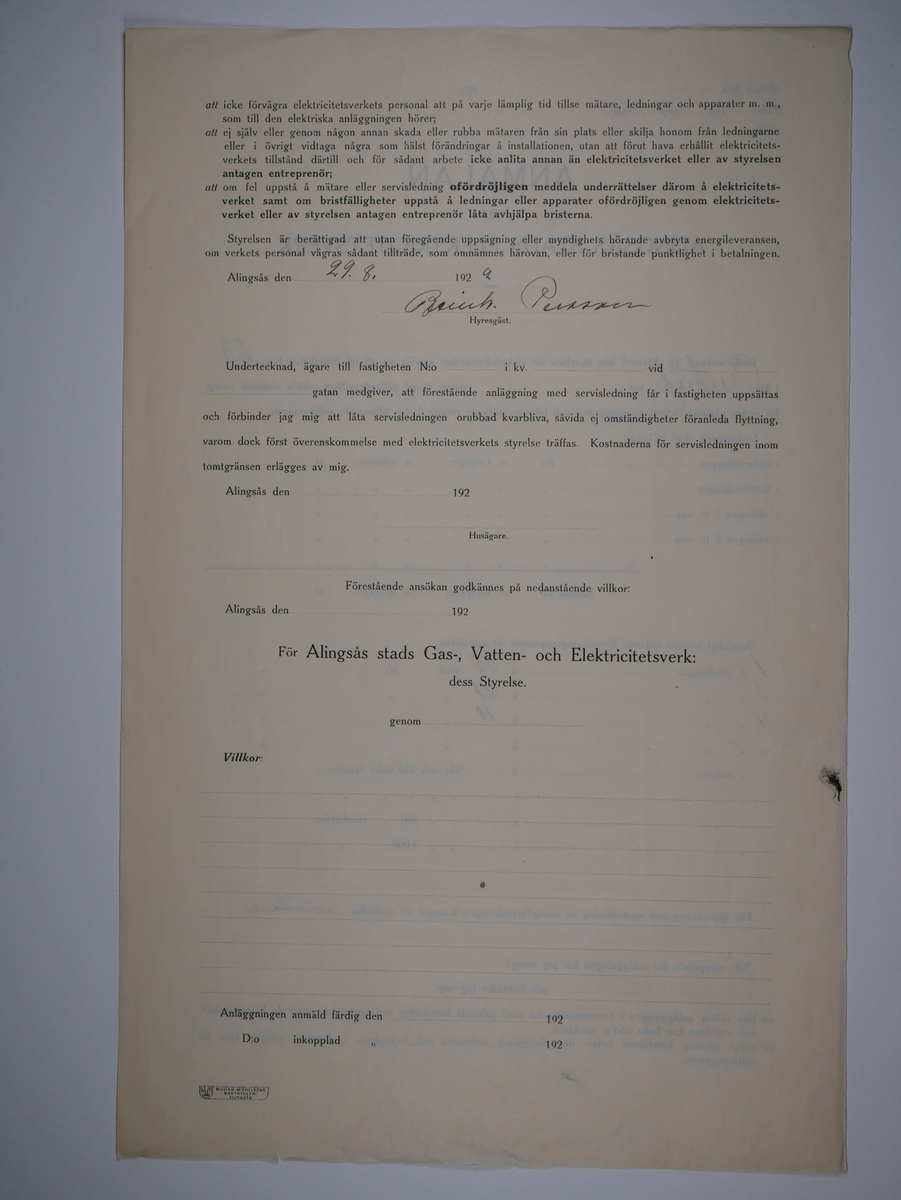 att icke förvägra elektricitetsverkets personal att på varje lämplig tid tillse mätare, ledningar och apparater m. m.,
som till den elektriska anläggningen hörer;
att ej själv eller genom någon annan skada eller rubba mätaren från sin plats eller skilja honom från ledningarne
eller i övrigt vidtaga några som hälst förändringar å installationen, utan att förut hava erhållit elektricitets-
verkets tillstånd därtill och för sådant arbete icke anlita annan än elektricitetsverket eller av styrelsen
antagen entreprenör;
att om fel uppstå å mätare eller servisledning ofördröjligen meddela underrättelser därom å elektricitets-
verket samt om bristfälligheter uppstå å ledningar eller apparater ofördröjligen genom elektricitets-
verket eller av styrelsen antagen entreprenör låta avhjälpa bristerna.
Styrelsen är berättigad att utan föregående uppsägning eller myndighets hörande avbryta energileveransen,
om verkets personal vägras sådant tillträde, som omnämnes härovan, eller för bristande punktlighet i betalningen.
Alingsås den 29. 8. 192 9
Persson
Hyresgäst.
Undertecknad, ägare till fastigheten N:o i kv. vid
gatan medgiver, att förestående anläggning med servisledning får i fastigheten uppsättas
och förbinder jag mig att låta servisledningen orubbad kvarbliva, såvida ej omständigheter föranleda flyttning,
varom dock först överenskommelse med elektricitetsverkets styrelse träffas. Kostnaderna för servisledningen inom
tomtgränsen erlägges av mig.
Alingsås den 192
Husägare.
Förestående ansökan godkännes på nedanstående villkor:
Alingsås den 192
För Alingsås stads Gas-, Vatten- och Elektricitetsverk:
dess Styrelse.
genom
Villkor:
Anläggningen anmäld färdig den 192
D:o inkopplad „ 192